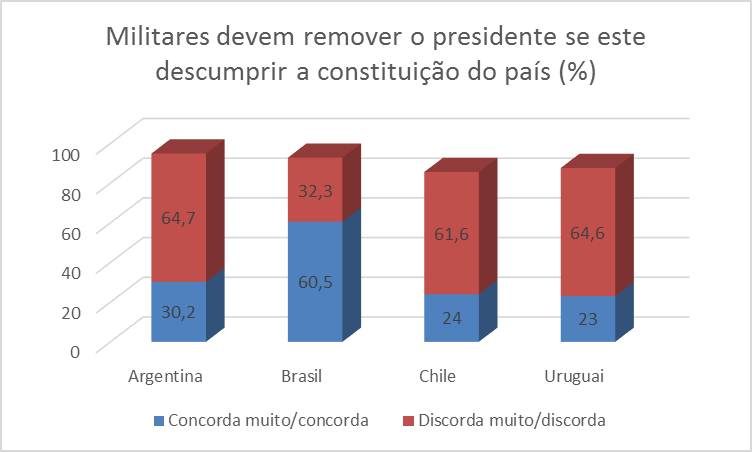 Militares devem remover o presidente se este
descumprir a constituição do país (%)
100
80
60
40
20
0
64,7
30,2
32,3
60,5
61,6
24
64,6
23
Argentina
Brasil
Chile
Uruguai
Concorda muito/concorda
Discorda muito/discorda